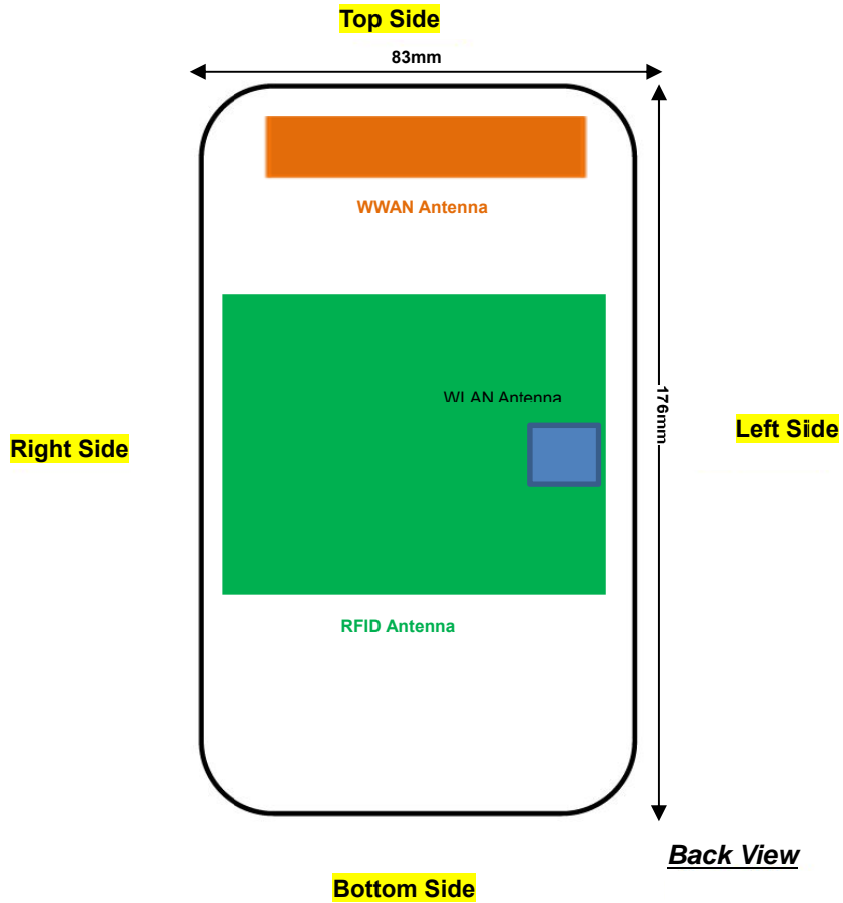 Top Side
83mm
WWAN Antenna
WLAN Antenna
176mm
Right Side
Left Side
RFID Antenna
Back View
Bottom Side